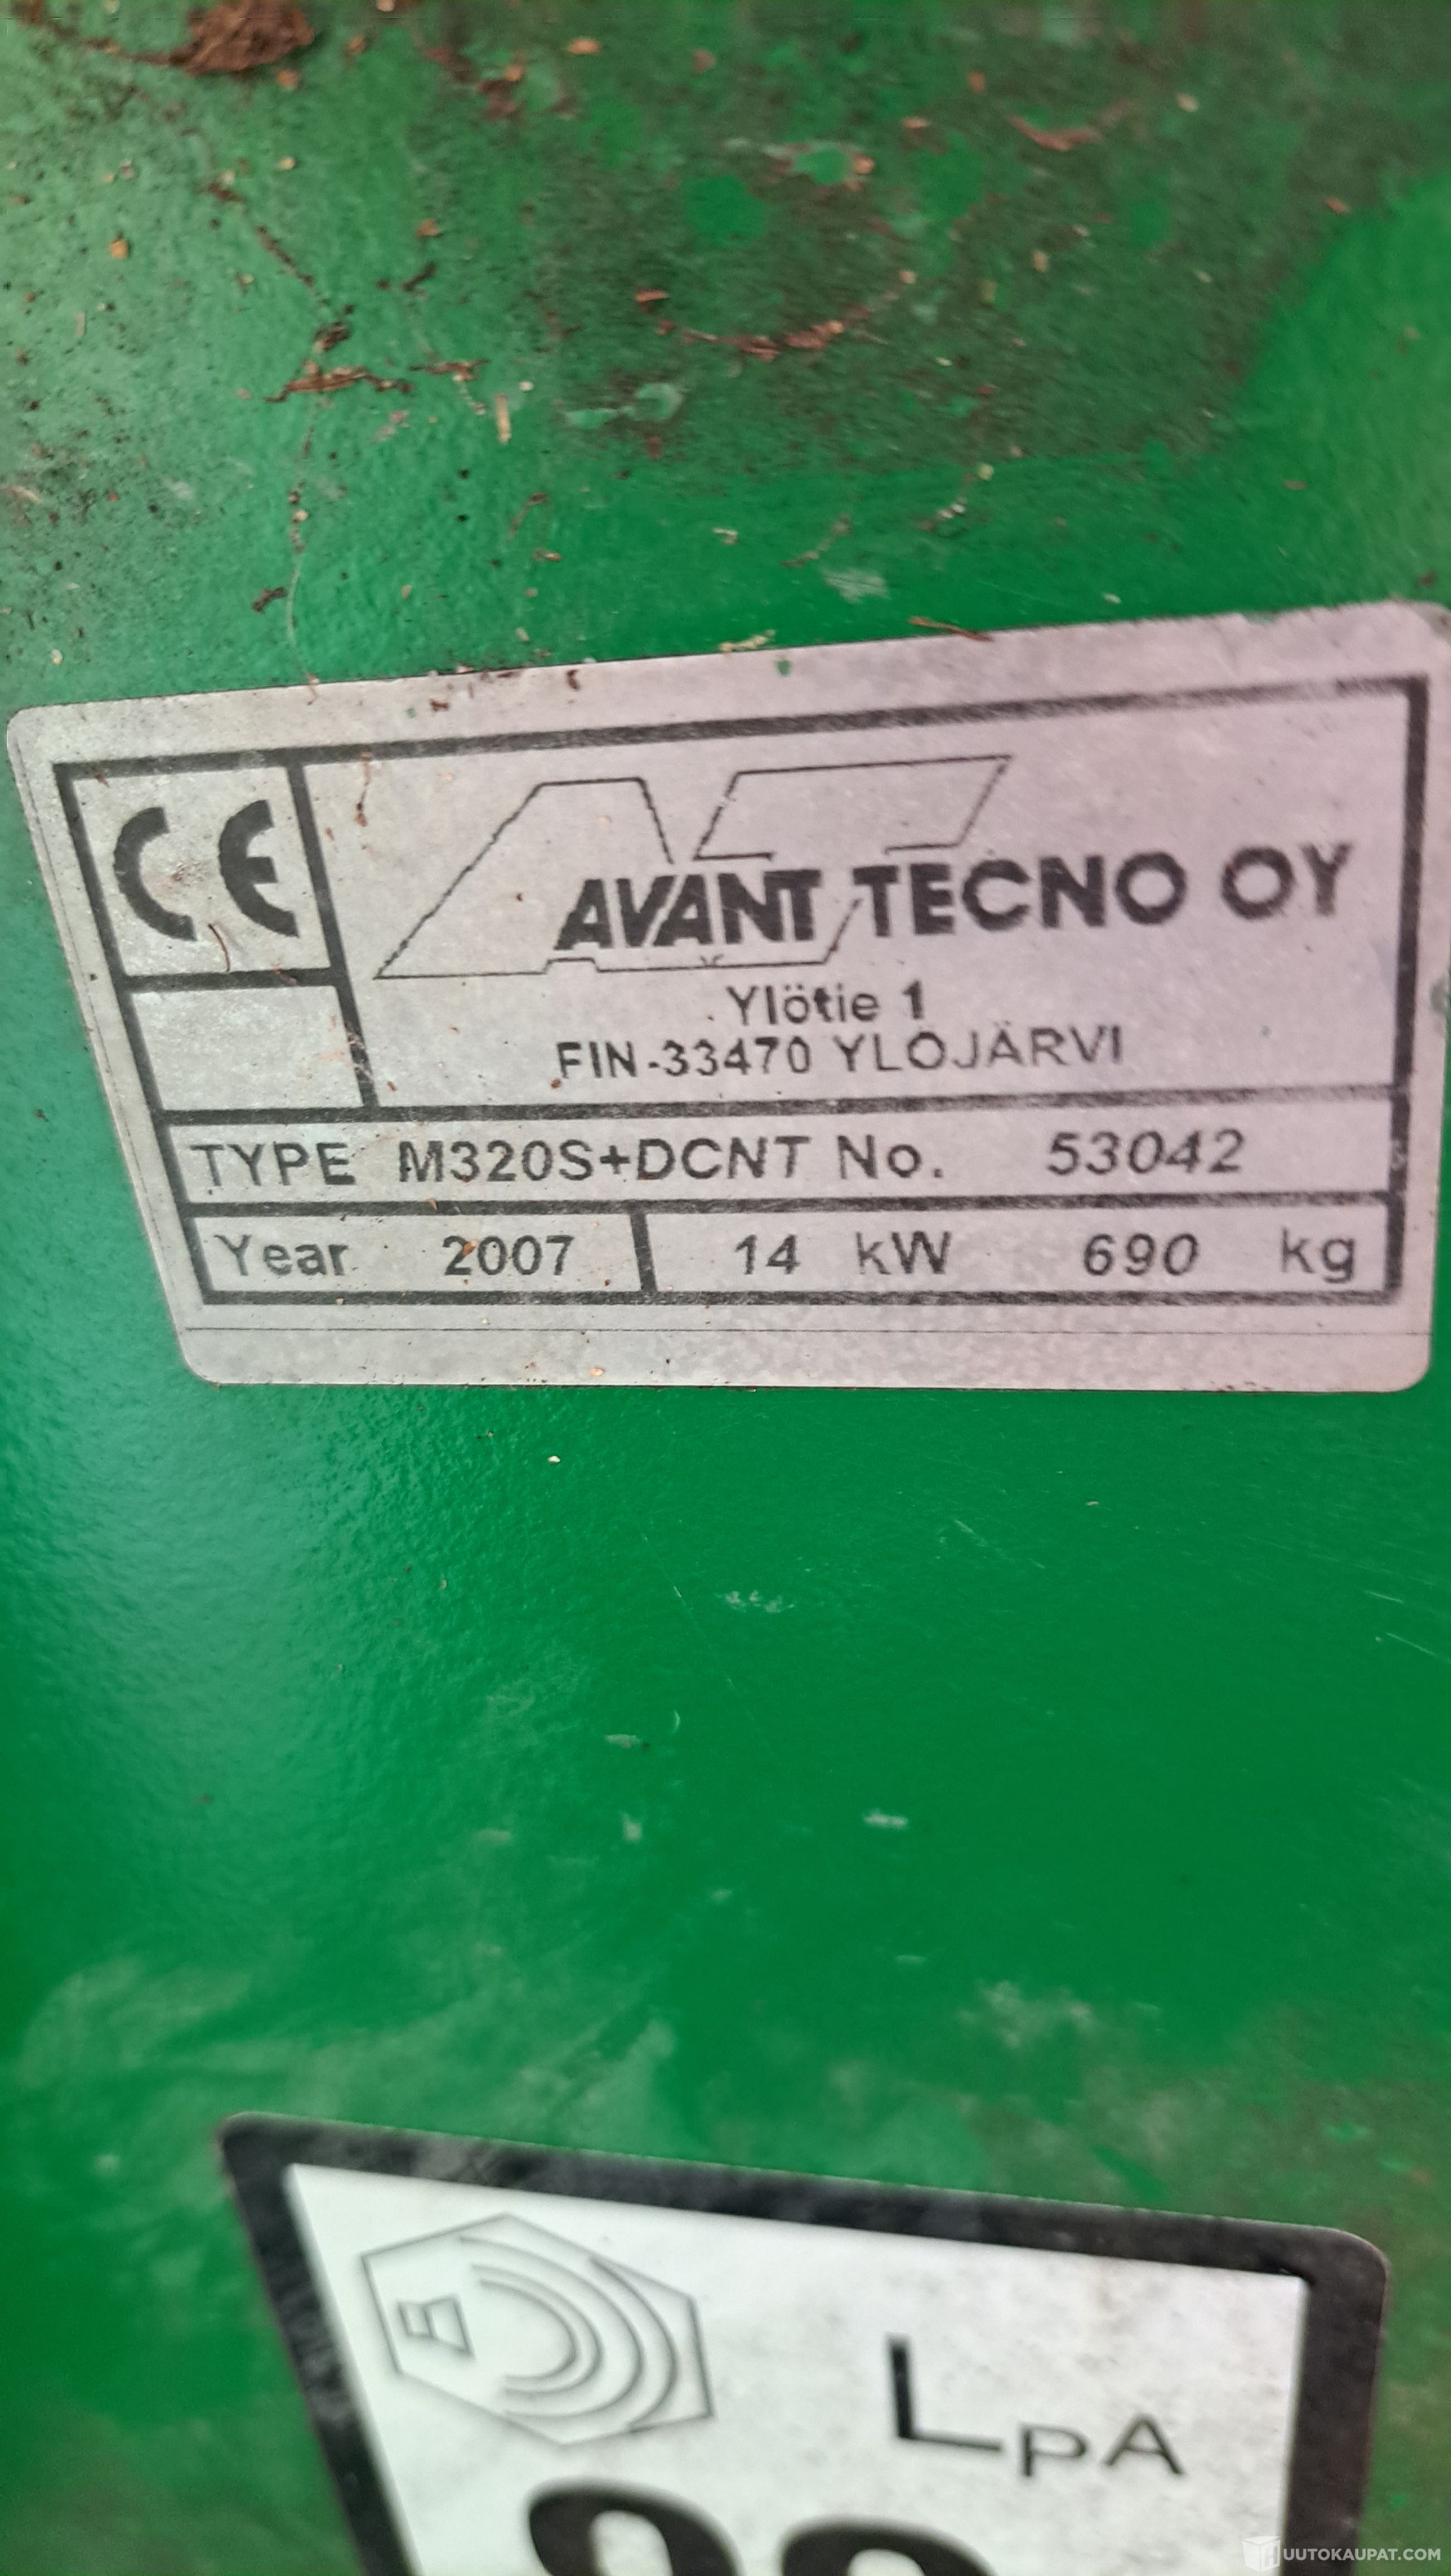 CE
AVANT TECNO OY
Ylötie 1
FIN-33470 YLÖJÄRVI
TYPE M320S+DCNT No. 53042
Year 2007 14 kW 690 kg
LpA
HUUTOKAUPAT.COM